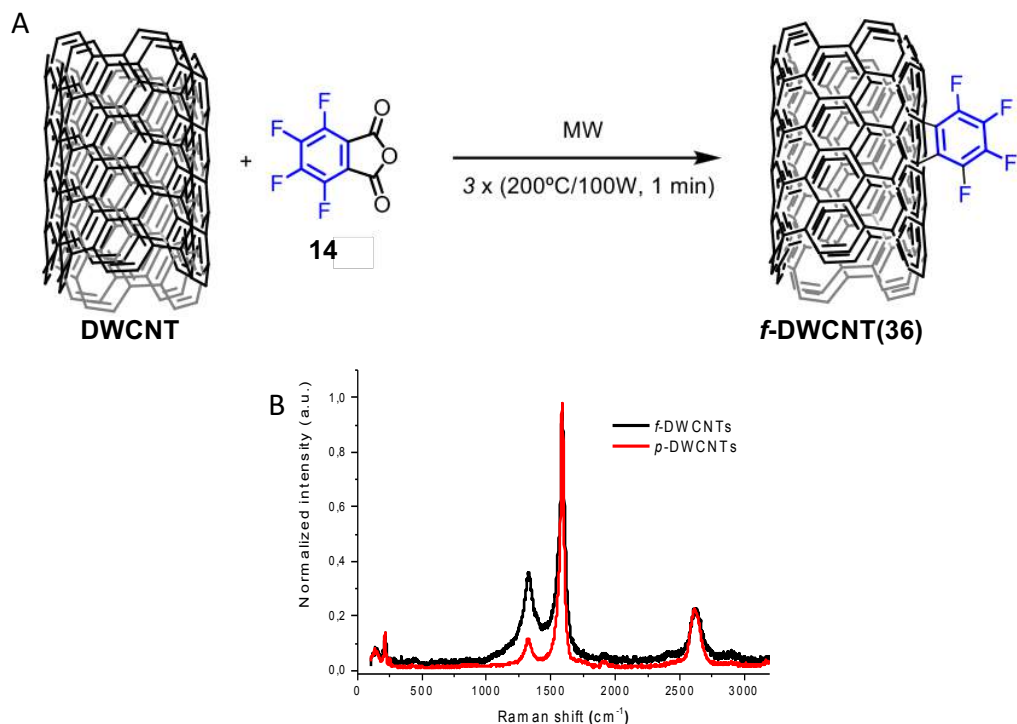 A
F
F
F
F
O
O
O
+
14
MW
3 x (200ºC/100W, 1 min)
F
F
F
F
DWCNT
f-DWCNT(36)
B
Normalized intensity (a.u.)
1,0
0,8
0,6
0,4
0,2
0,0
f-DWCNTs
p-DWCNTs
0 500 1000 1500 2000 2500 3000
Raman shift (cm⁻¹)